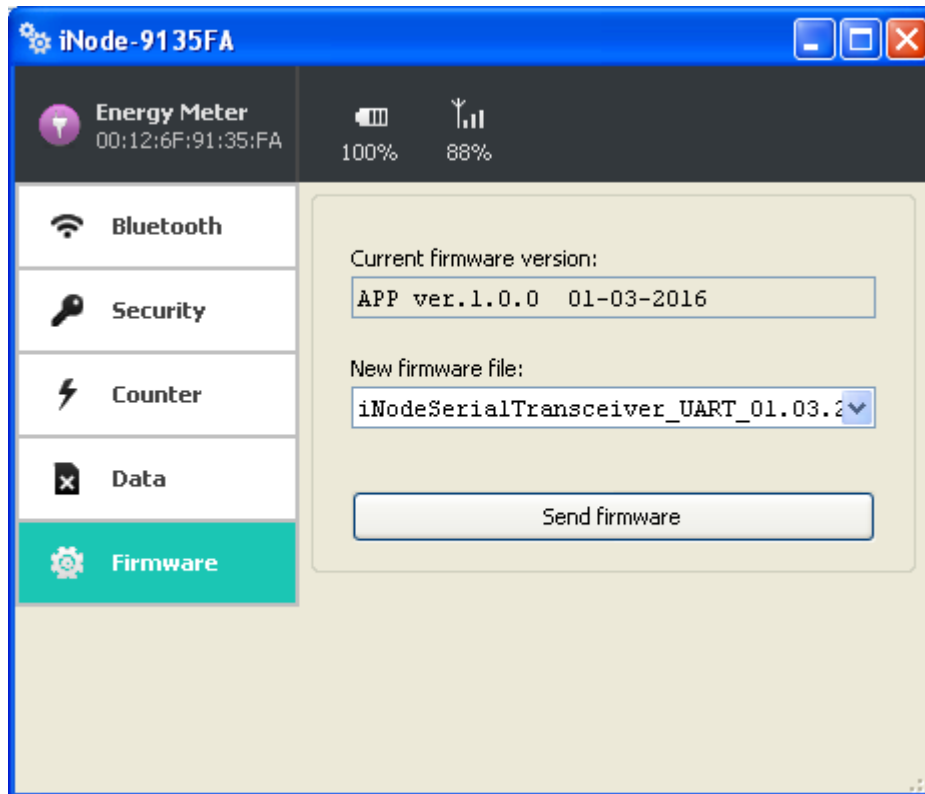 iNode-9135FA
Energy Meter
00:12:6F:91:35:FA
100%
88%
Bluetooth
Security
Counter
Data
Firmware
Current firmware version:
APP ver.1.0.0  01-03-2016
New firmware file:
iNodeSerialTransceiver_UART_01.03.2
Send firmware